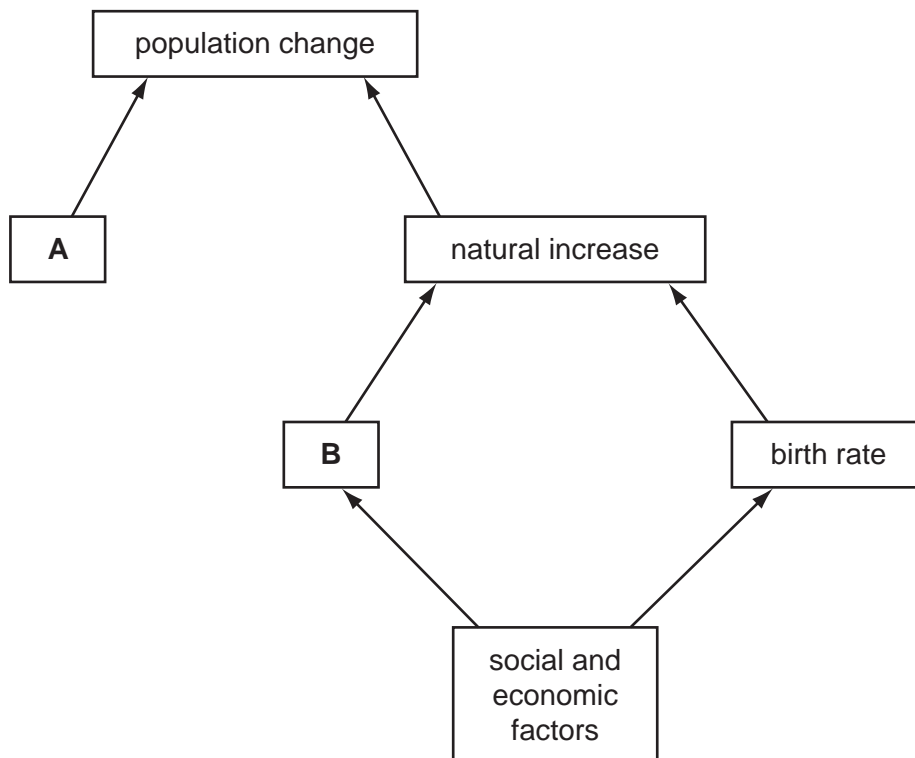 population change
A
natural increase
B
birth rate
social and
economic
factors